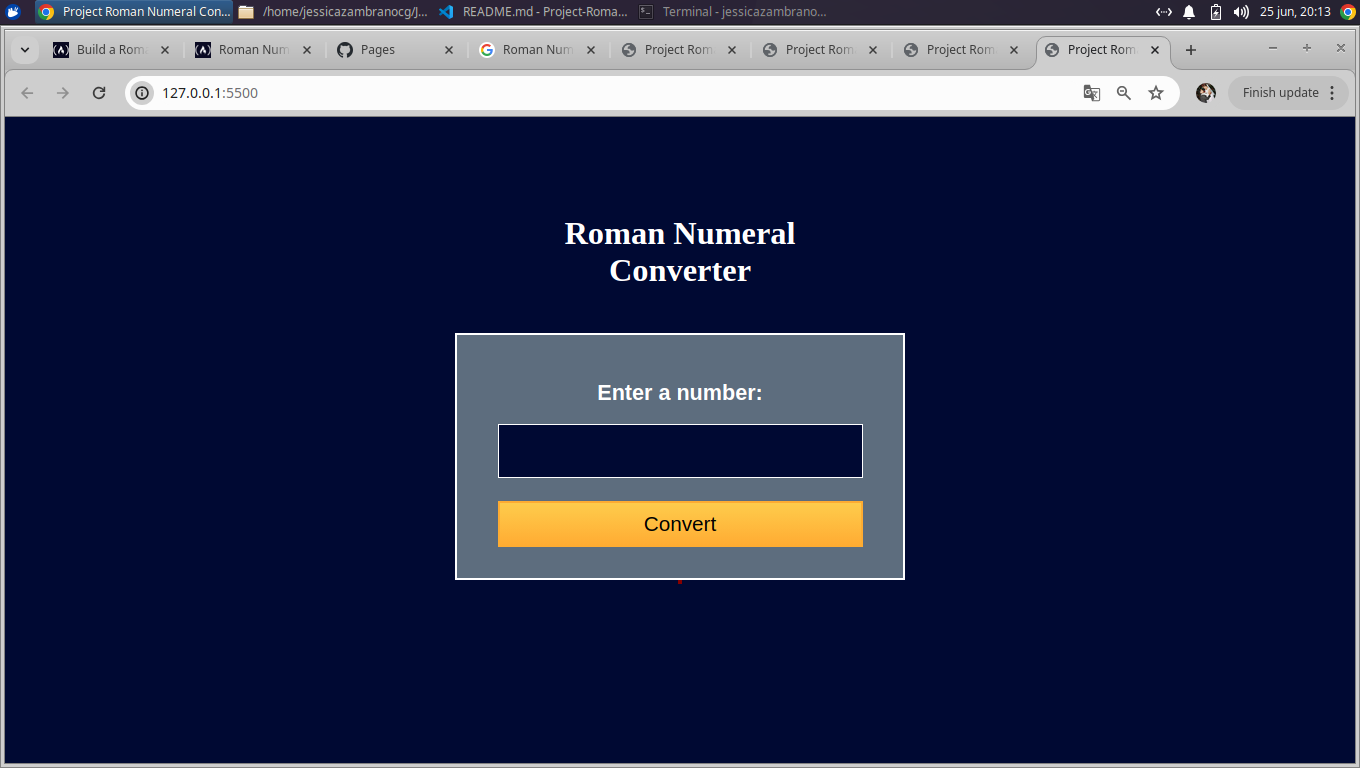 Project Roman Numeral Con...
/home/jessicazambranocg/J...
README.md - Project-Roma...
Terminal - jessicazambrano...
25 jun, 20:13
Build a Rom
Roman Num
Pages
Roman Num
Project Rom
Project Rom
Project Rom
Project Rom
127.0.0.1:5500
Finish update
Roman Numeral
Converter
Enter a number:
Convert